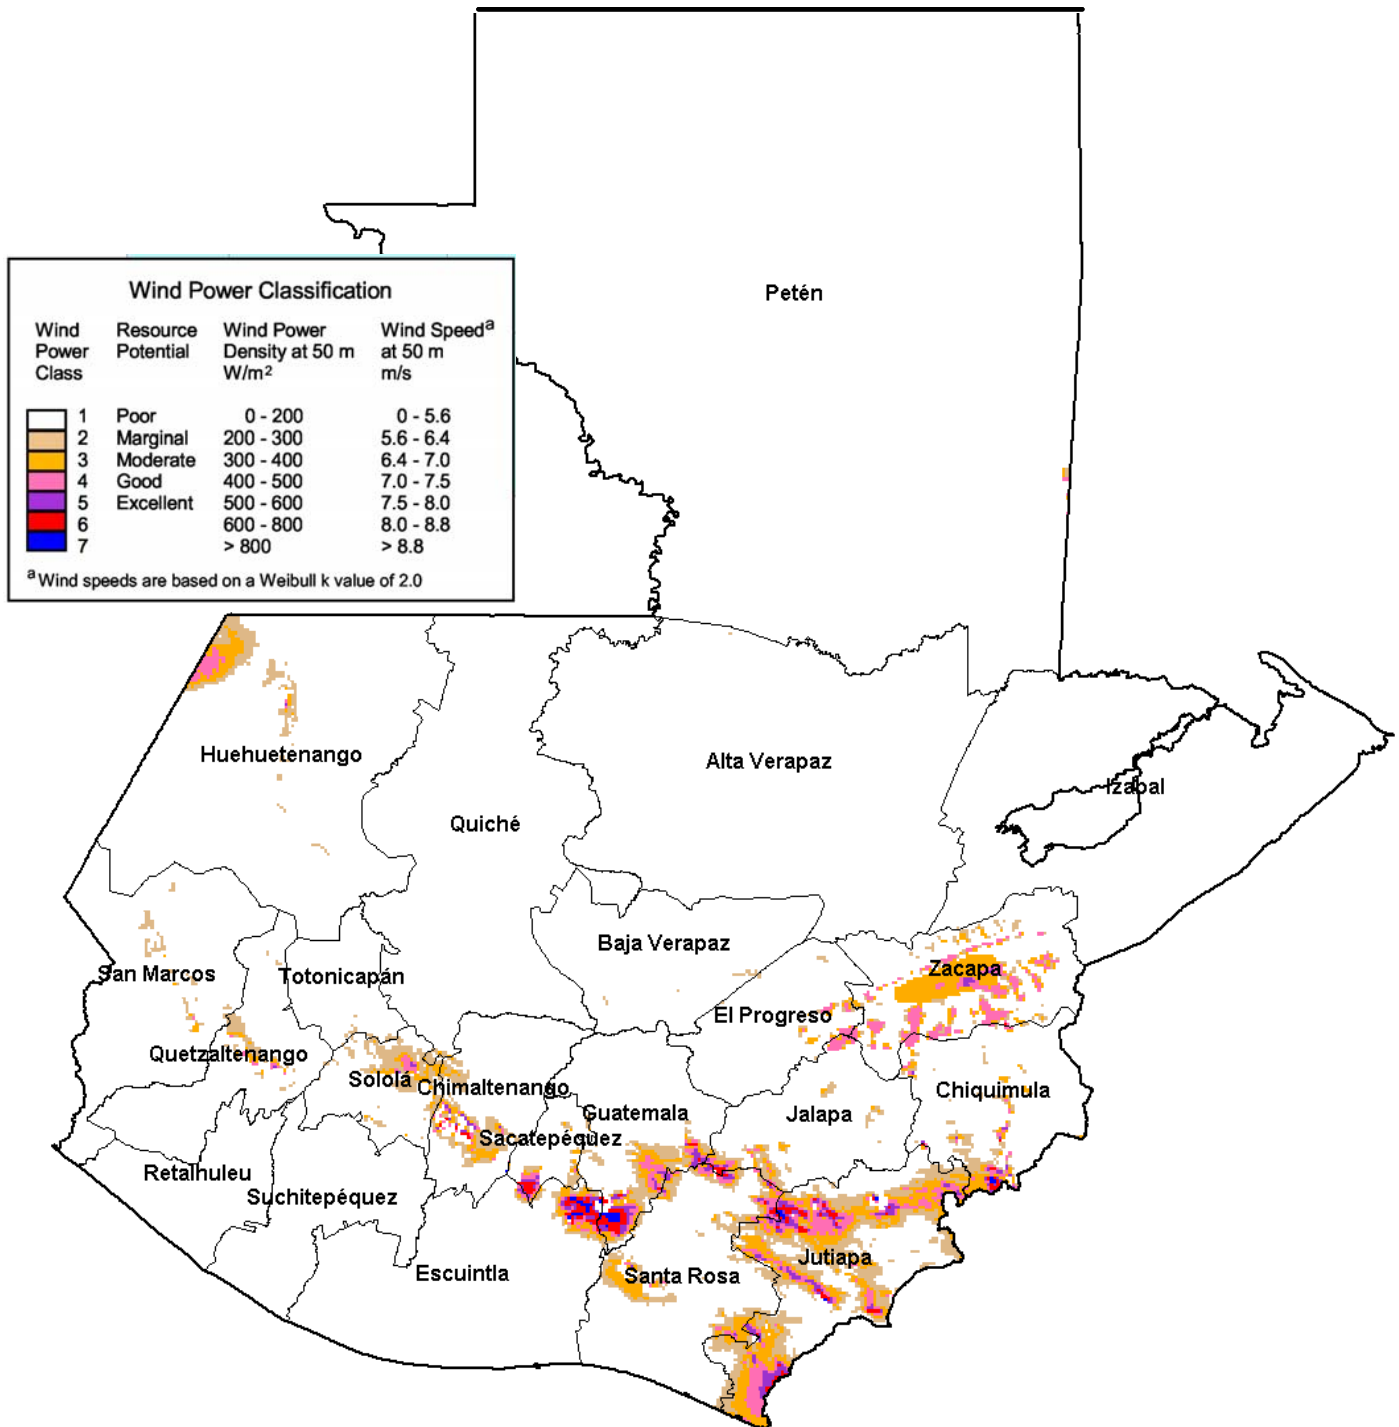 Petén
Wind Power Classification
Wind Power Class Resource Potential Wind Power Density at 50 m W/m² Wind Speedᵃ at 50 m m/s
1 Poor 0 - 200 0 - 5.6
2 Marginal 200 - 300 5.6 - 6.4
3 Moderate 300 - 400 6.4 - 7.0
4 Good 400 - 500 7.0 - 7.5
5 Excellent 500 - 600 7.5 - 8.0
6 600 - 800 8.0 - 8.8
7 > 800 > 8.8
ᵃ Wind speeds are based on a Weibull k value of 2.0
Huehuetenango
Alta Verapaz
Izabal
Quiché
Baja Verapaz
Zacapa
San Marcos
Totonicapán
El Progreso
Quetzaltenango
Sololá
Chimaltenango
Chiquimula
Guatemala
Jalapa
Sacatepéquez
Retalhuleu
Suchitepéquez
Jutiapa
Escuintla
Santa Rosa